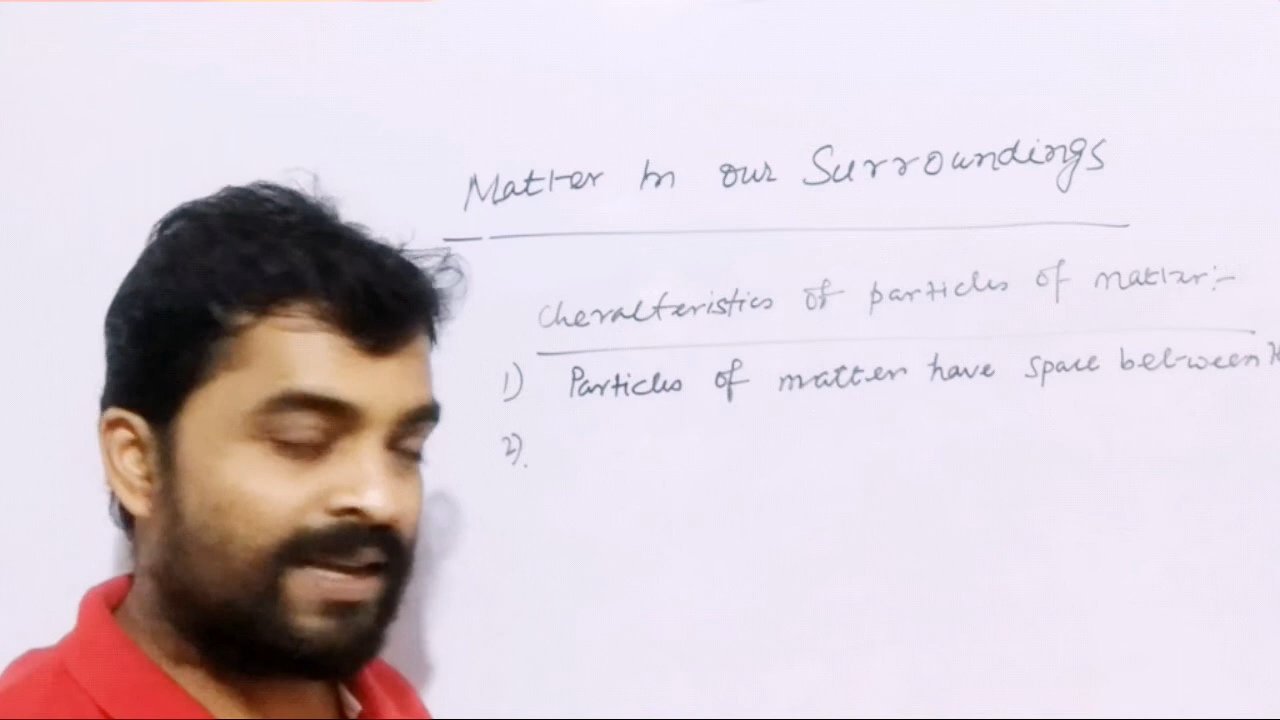 Matter In our Surroundings
Cheralteristics of particles of matter:-
1) Particles of matter have space between
2).